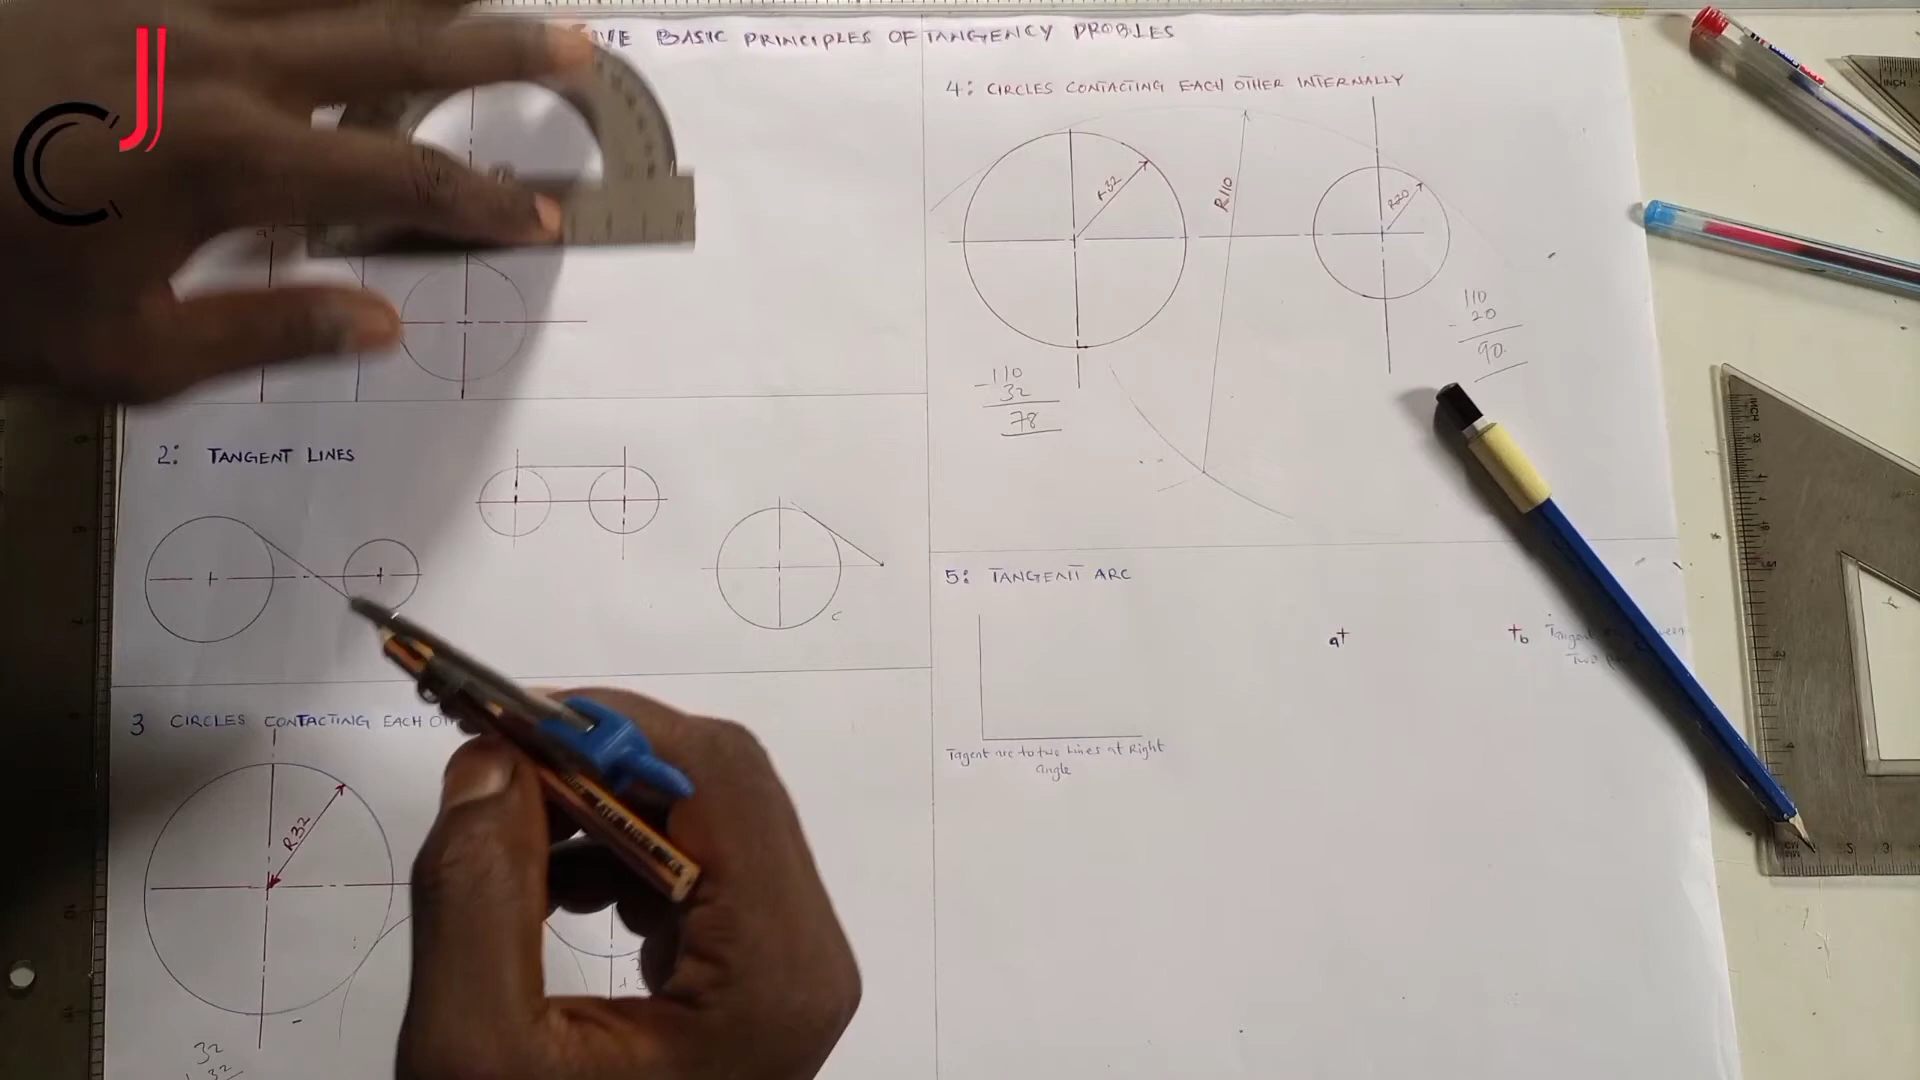 BASIC PRINCIPLES OF TANGENCY PROBLES
4: CIRCLES CONTACTING EACH OTHER INTERNALLY
R32
R110
R20
110
20
90
-110
32
78
2: TANGENT LINES
C
3 CIRCLES CONTACTING EACH
R32
32
32
5: TANGENT ARC
a+
+b
Tagent arc to two Lines at Right
angle
Two